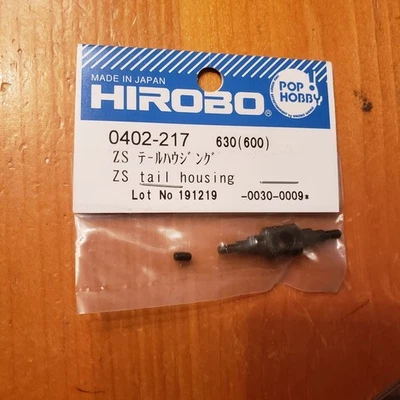 MADE IN JAPAN
HIROBO®
POP!
HOBBY
0402-217 630(600)
ZS テールハウジング
ZS tail housing
Lot No 191219 -0030-0009*